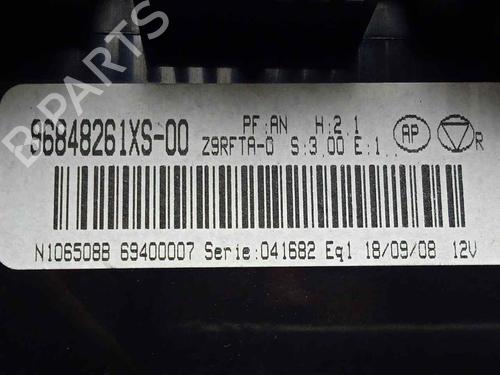 B-PARTS
96848261XS-00
PF:AN H:2.1
Z9RFTA-0 S:3.00 E:1..
AP
R
N106508B 69400007 Serie:041682 Eq1 18/09/08 12V